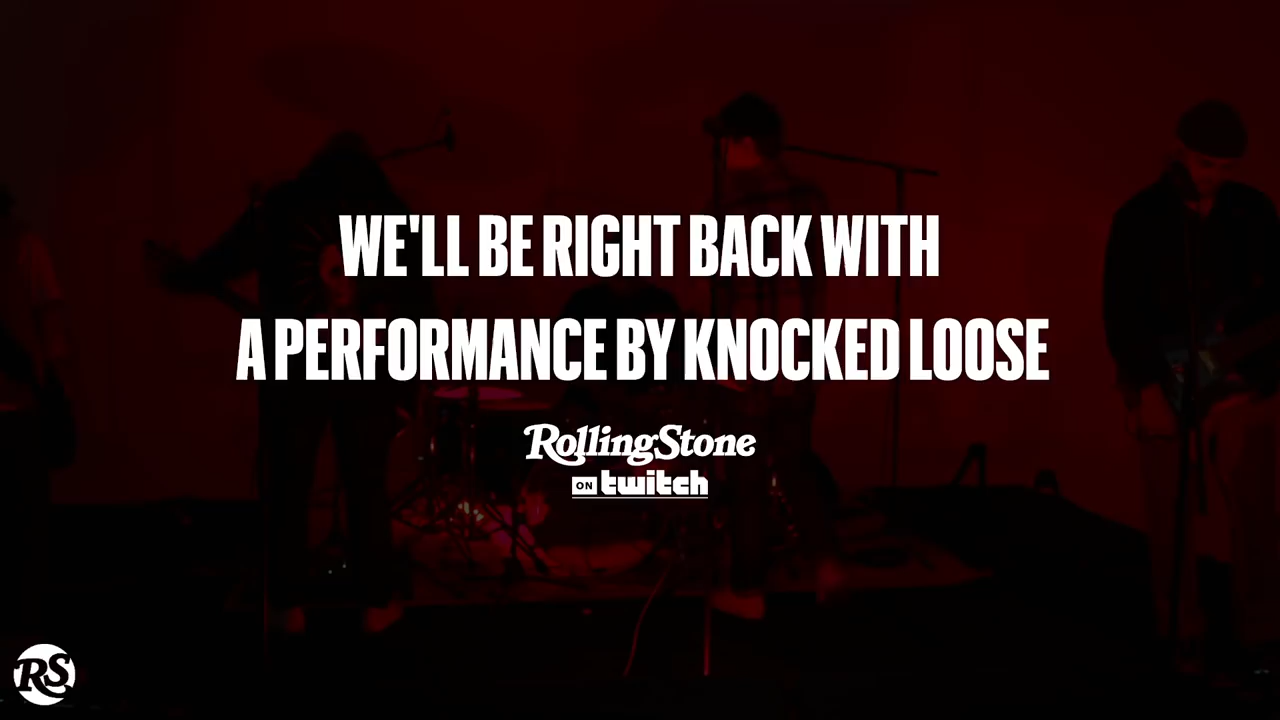 WE'LL BE RIGHT BACK WITH
A PERFORMANCE BY KNOCKED LOOSE
RollingStone
ON twitch
RS